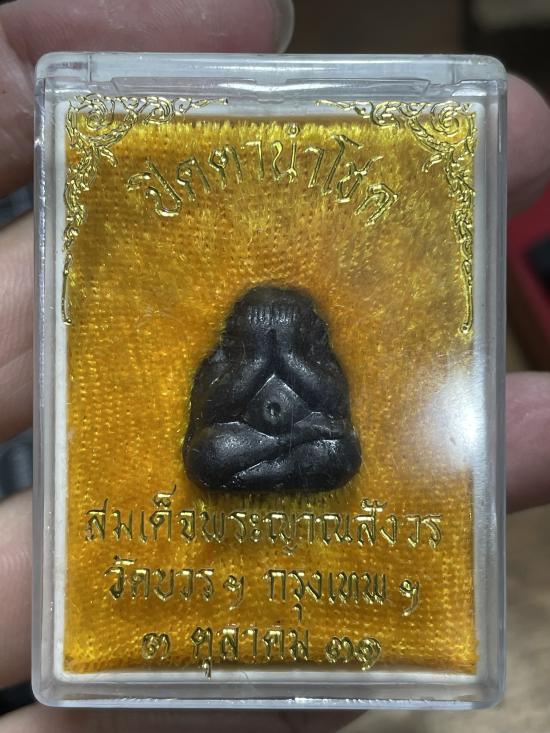 ปิดตานำโชค
สมเด็จพระญาณสังวร
วัดบวรฯ กรุงเทพฯ
๓ ตุลาคม ๓๑